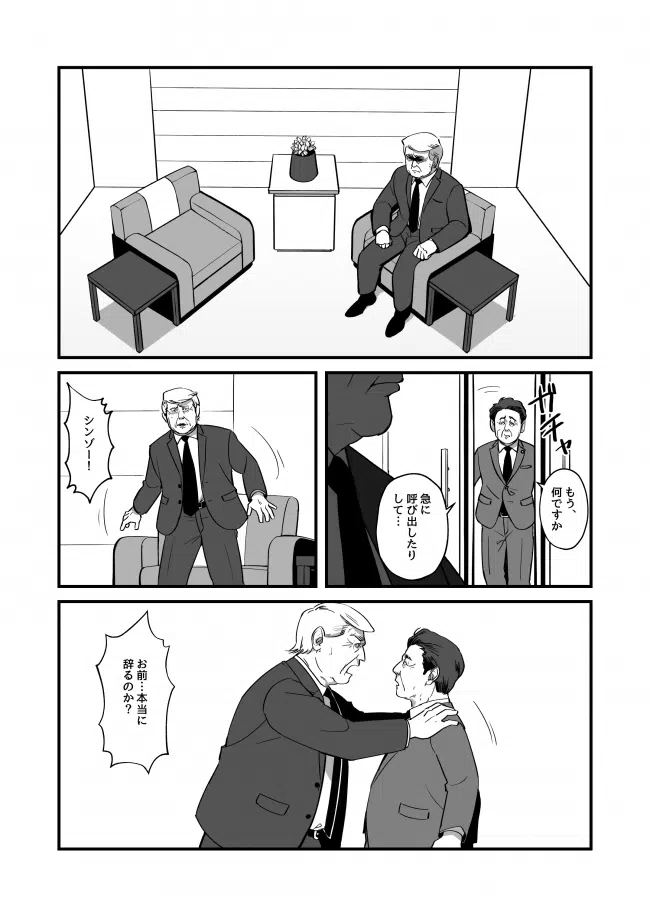 ガチャ
もう、
何ですか
急に
呼び出したり
して…
シンゾー！
お前…本当に
辞るのか？